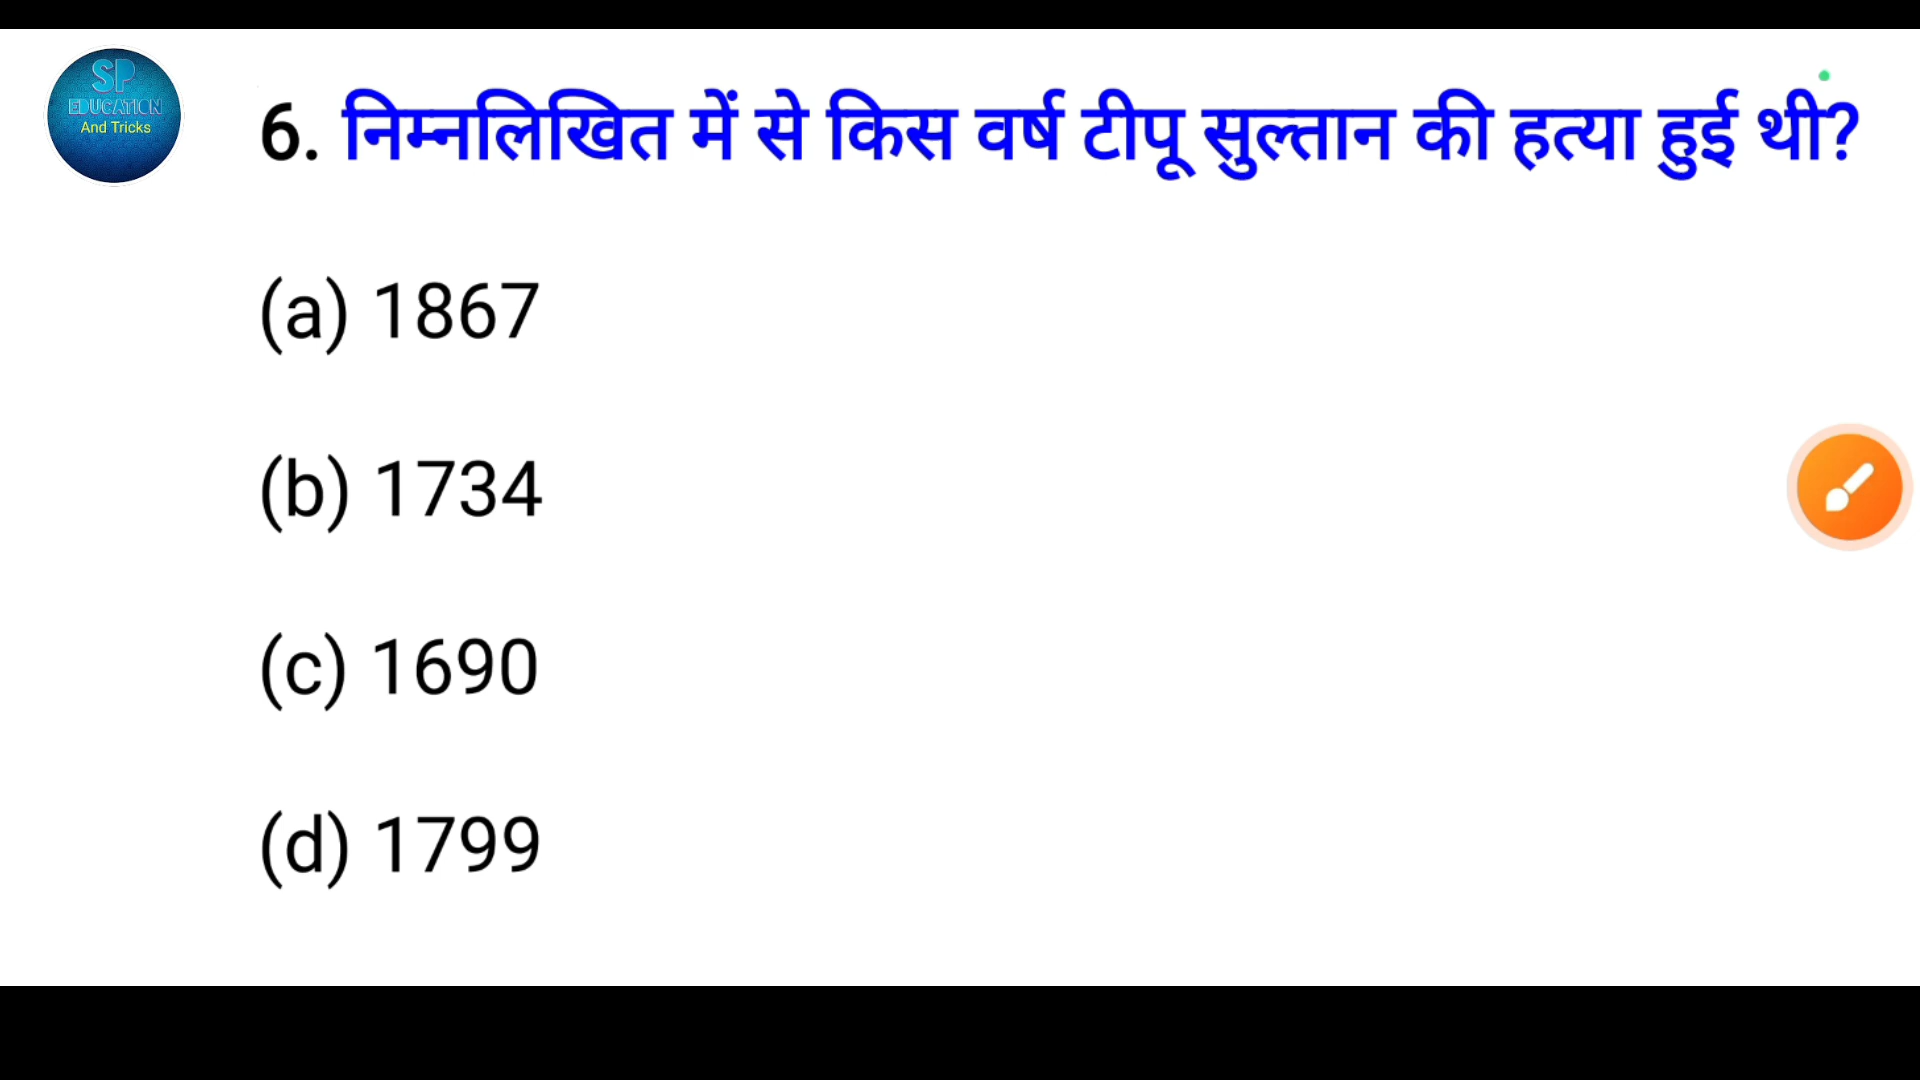 SP
EDUCATION
And Tricks
6. निम्नलिखित में से किस वर्ष टीपू सुल्तान की हत्या हुई थी?
(a) 1867
(b) 1734
(c) 1690
(d) 1799